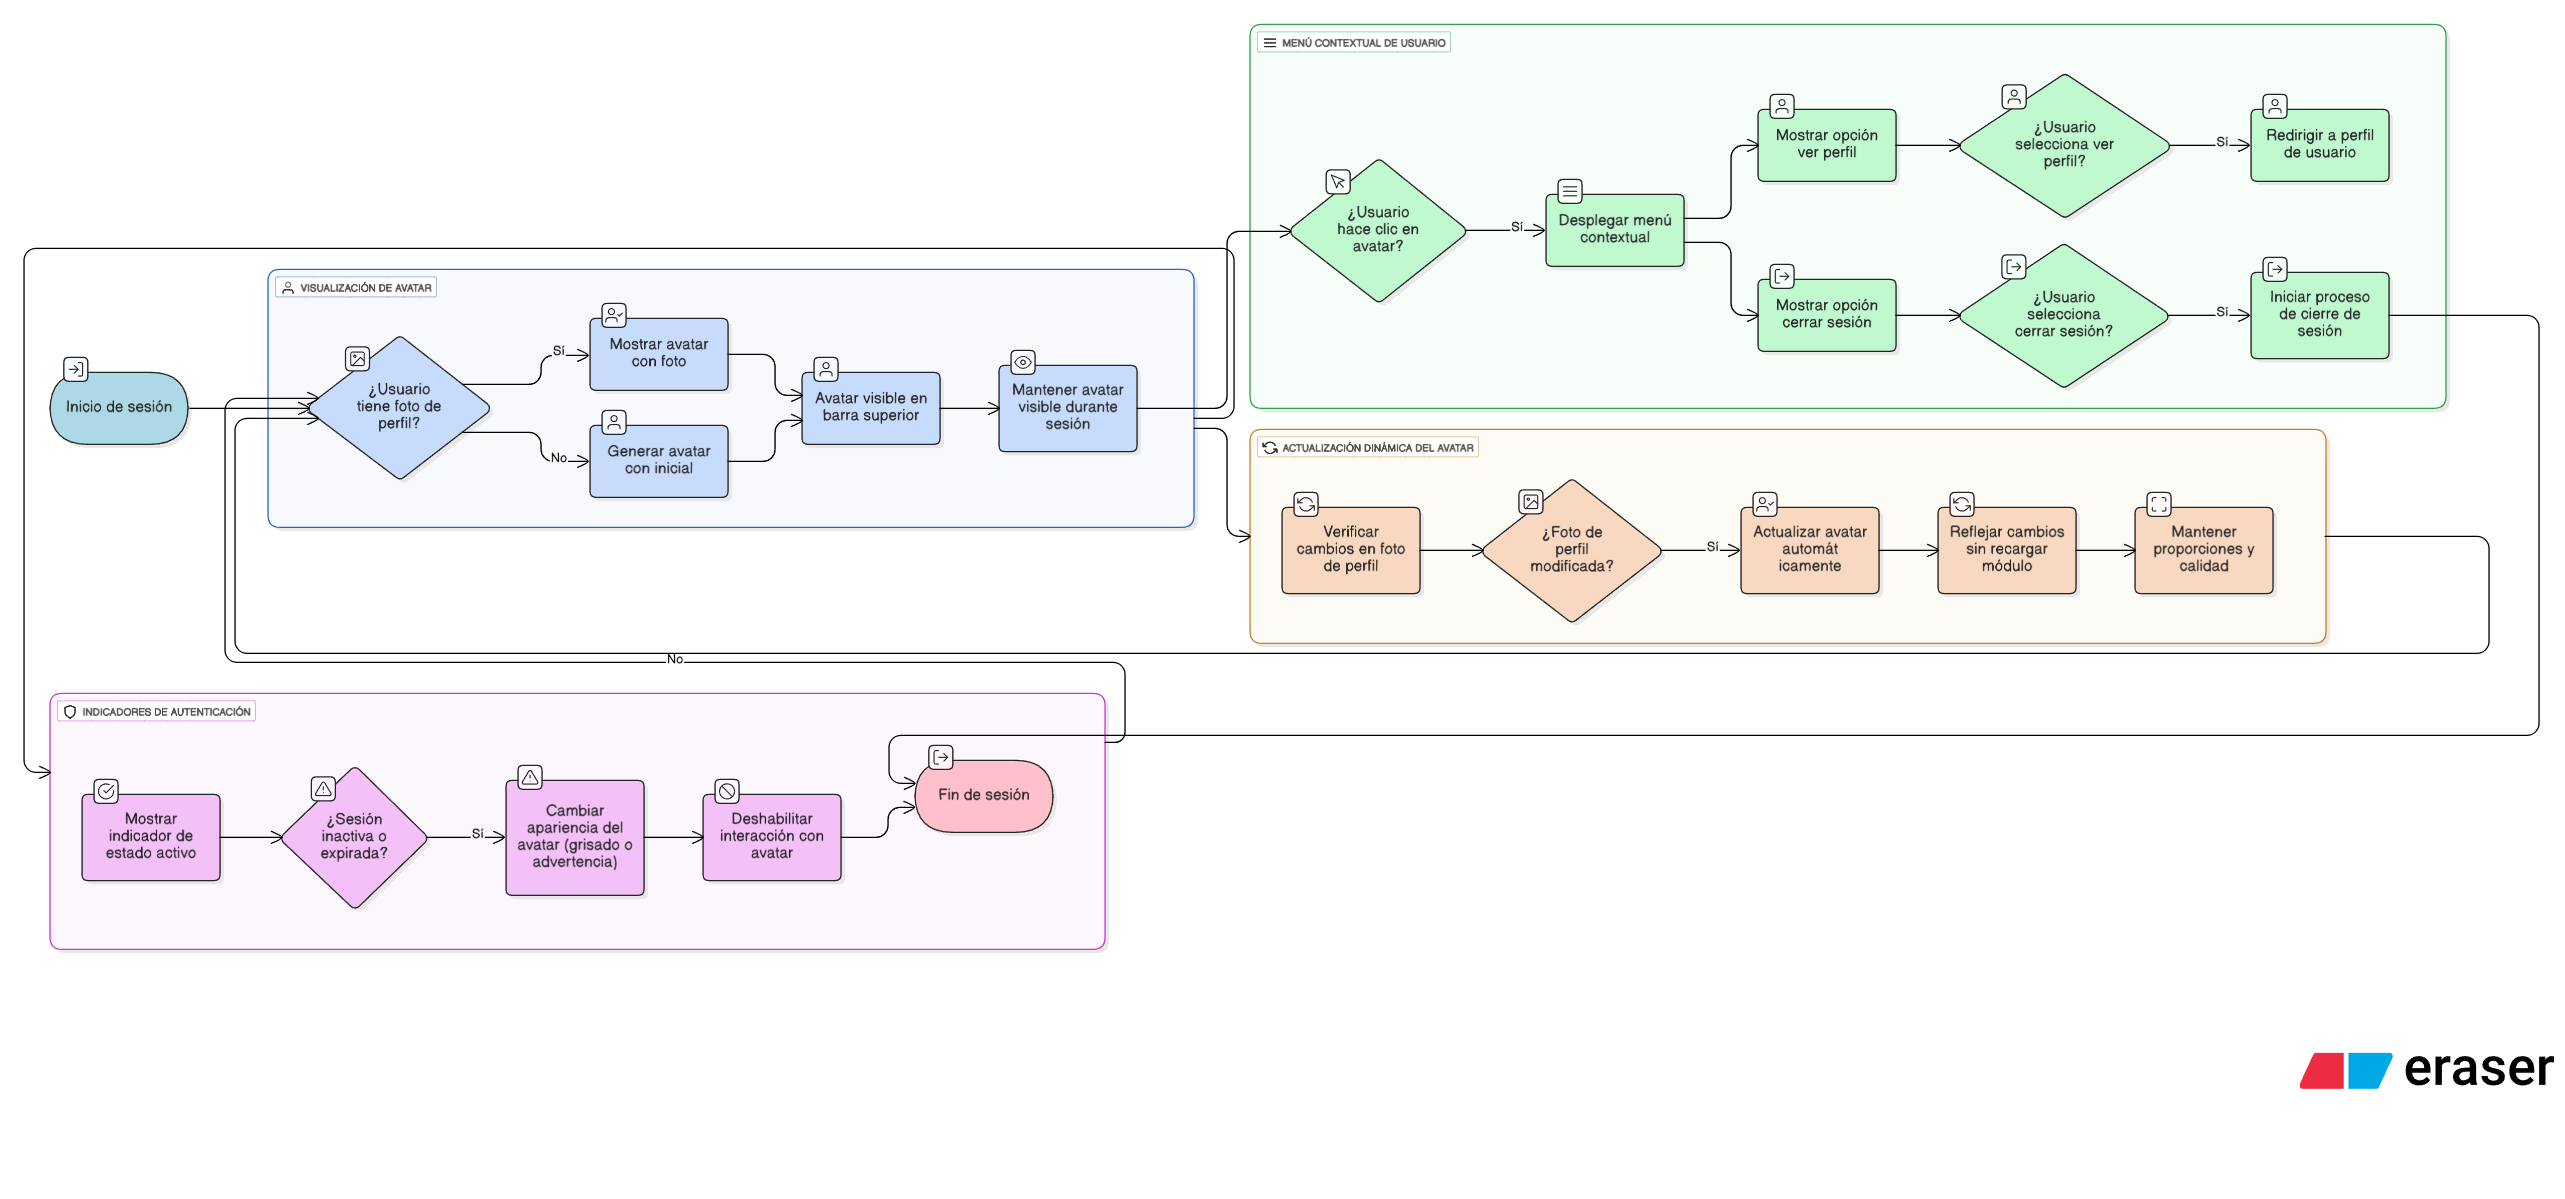 MENÚ CONTEXTUAL DE USUARIO
¿Usuario
hace clic en
avatar?
Sí
Desplegar menú
contextual
Mostrar opción
ver perfil
¿Usuario
selecciona ver
perfil?
Sí
Redirigir a perfil
de usuario
Mostrar opción
cerrar sesión
¿Usuario
selecciona
cerrar sesión?
Sí
Iniciar proceso
de cierre de
sesión
Inicio de sesión
VISUALIZACIÓN DE AVATAR
¿Usuario
tiene foto de
perfil?
Sí
Mostrar avatar
con foto
No
Generar avatar
con inicial
Avatar visible en
barra superior
Mantener avatar
visible durante
sesión
ACTUALIZACIÓN DINÁMICA DEL AVATAR
Verificar
cambios en foto
de perfil
¿Foto de
perfil
modificada?
Sí
Actualizar avatar
automát
icamente
Reflejar cambios
sin recargar
módulo
Mantener
proporciones y
calidad
No
INDICADORES DE AUTENTICACIÓN
Mostrar
indicador de
estado activo
¿Sesión
inactiva o
expirada?
Sí
Cambiar
apariencia del
avatar (grisado o
advertencia)
Deshabilitar
interacción con
avatar
Fin de sesión
eraser